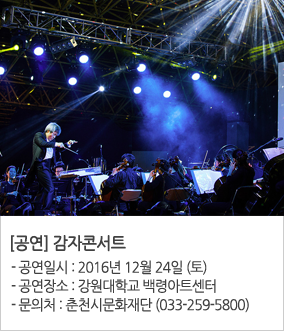 [공연] 감자콘서트
- 공연일시 : 2016년 12월 24일 (토)
- 공연장소 : 강원대학교 백령아트센터
- 문의처 : 춘천시문화재단 (033-259-5800)